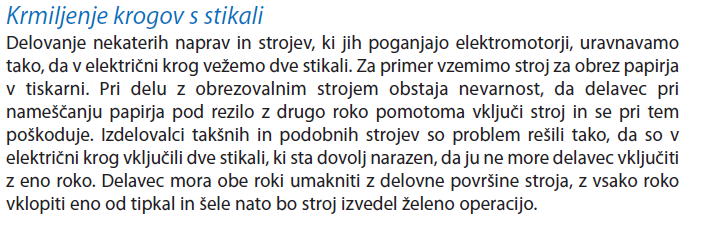 Krmiljenje krogov s stikali
Delovanje nekaterih naprav in strojev, ki jih poganjajo elektromotorji, uravnavamo
tako, da v električni krog vežemo dve stikali. Za primer vzemimo stroj za obrez papirja
v tiskarni. Pri delu z obrezovalnim strojem obstaja nevarnost, da delavec pri
nameščanju papirja pod rezilo z drugo roko pomotoma vključi stroj in se pri tem
poškoduje. Izdelovalci takšnih in podobnih strojev so problem rešili tako, da so v
električni krog vključili dve stikali, ki sta dovolj narazen, da ju ne more delavec vključiti
z eno roko. Delavec mora obe roki umakniti z delovne površine stroja, z vsako roko
vklopiti eno od tipkal in šele nato bo stroj izvedel želeno operacijo.